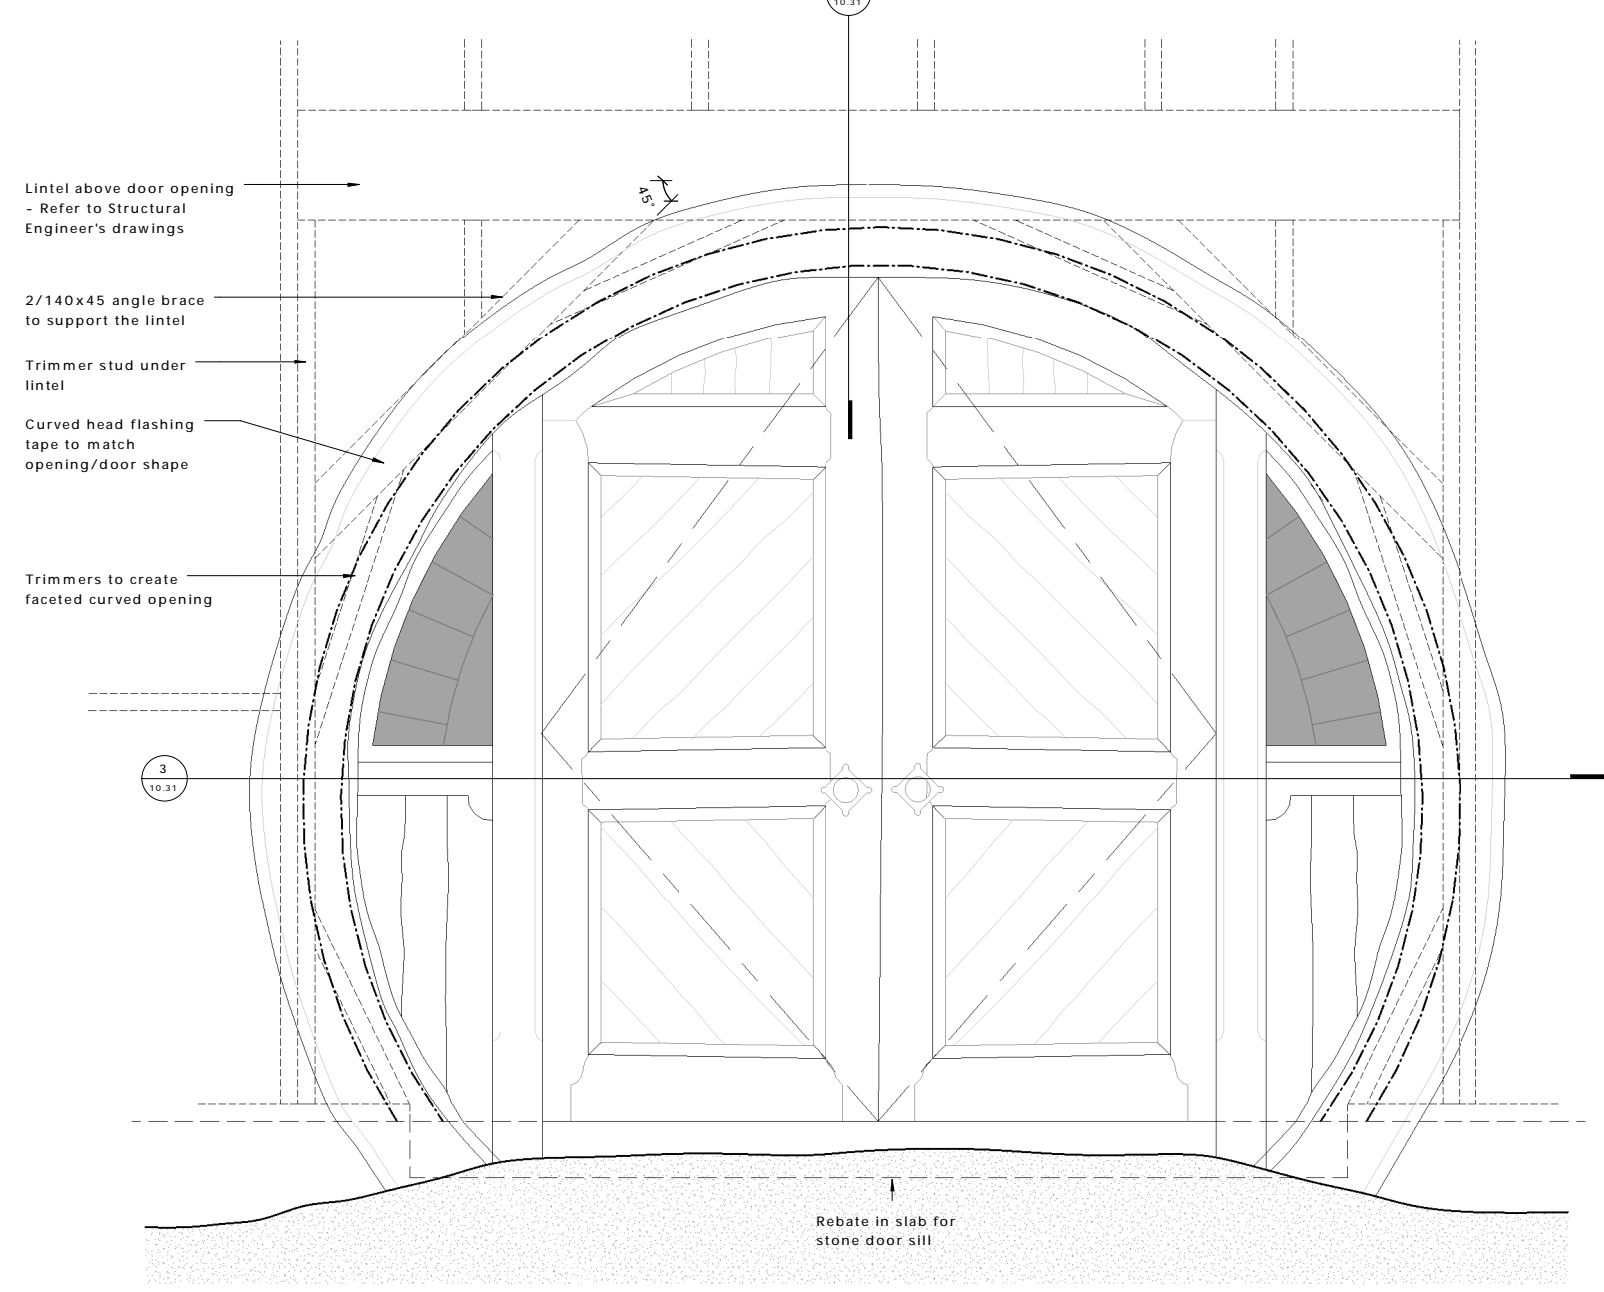 10.31
45°
Lintel above door opening
- Refer to Structural
Engineer's drawings
2/140x45 angle brace
to support the lintel
Trimmer stud under
lintel
Curved head flashing
tape to match
opening/door shape
Trimmers to create
faceted curved opening
3
10.31
Rebate in slab for
stone door sill